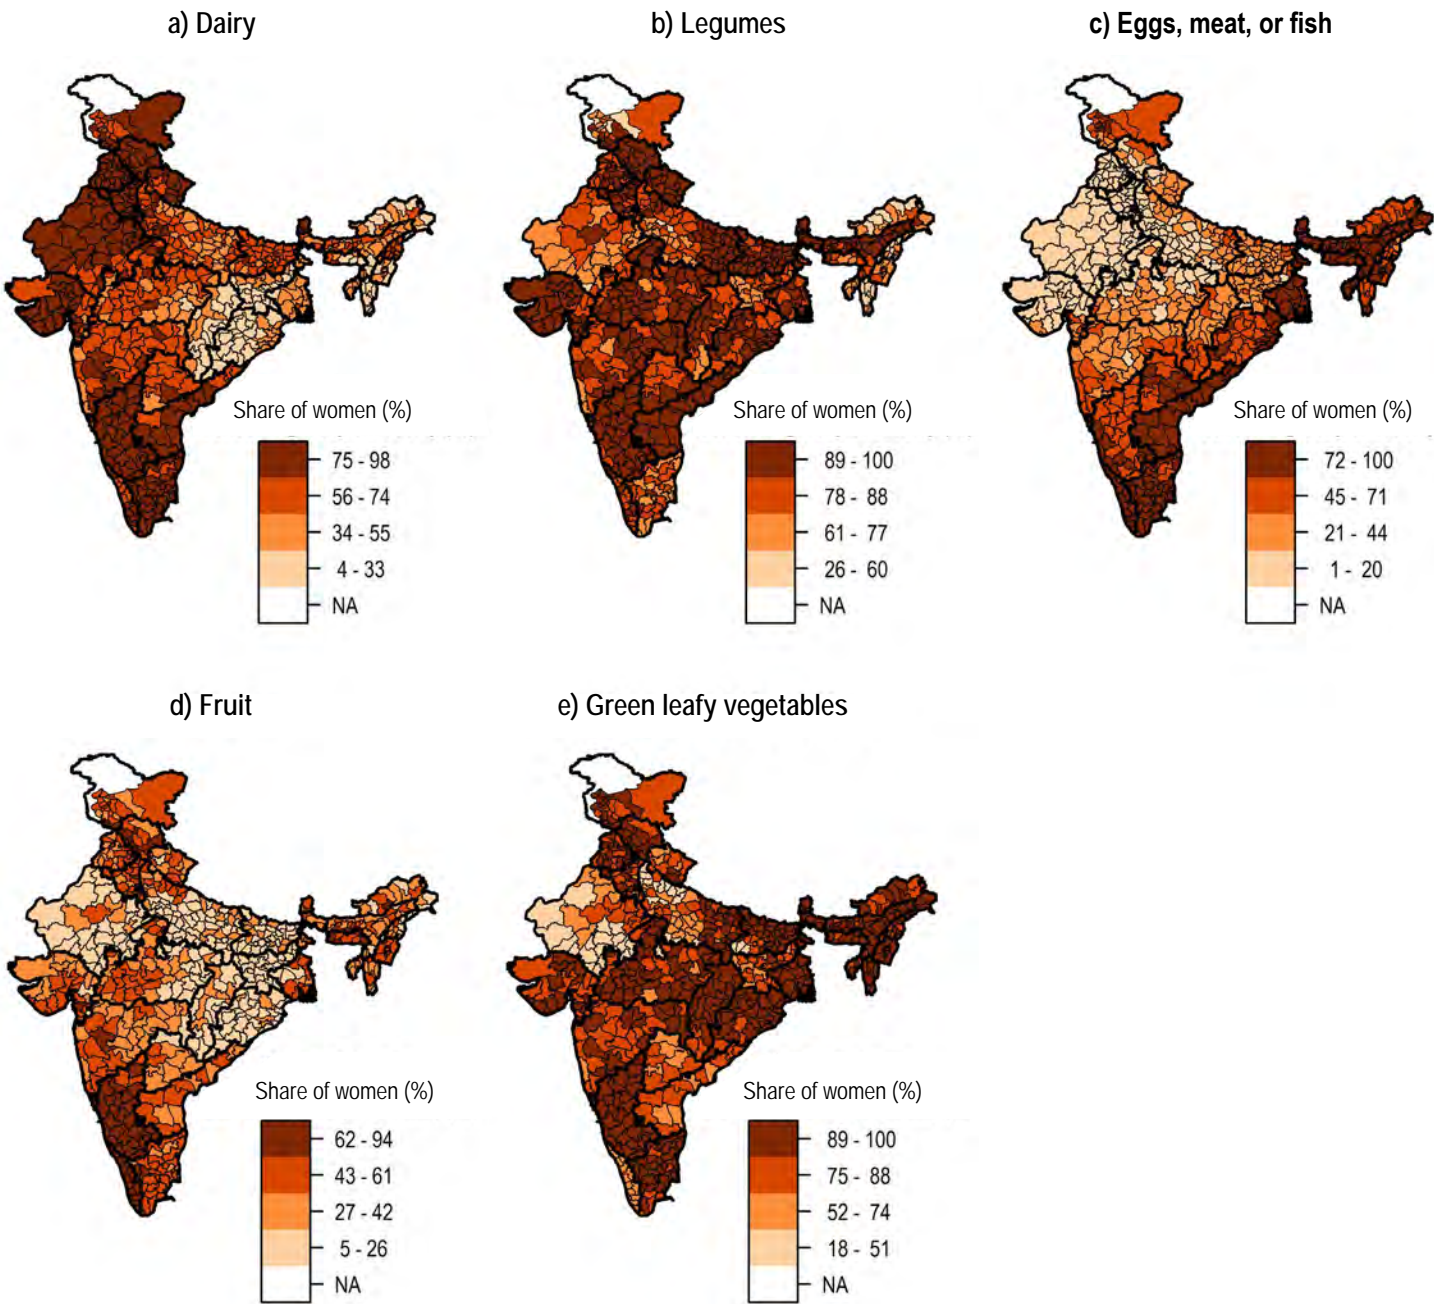 a) Dairy
b) Legumes
c) Eggs, meat, or fish
Share of women (%)
75 - 98
56 - 74
34 - 55
4 - 33
NA
Share of women (%)
89 - 100
78 - 88
61 - 77
26 - 60
NA
Share of women (%)
72 - 100
45 - 71
21 - 44
1 - 20
NA
d) Fruit
e) Green leafy vegetables
Share of women (%)
62 - 94
43 - 61
27 - 42
5 - 26
NA
Share of women (%)
89 - 100
75 - 88
52 - 74
18 - 51
NA